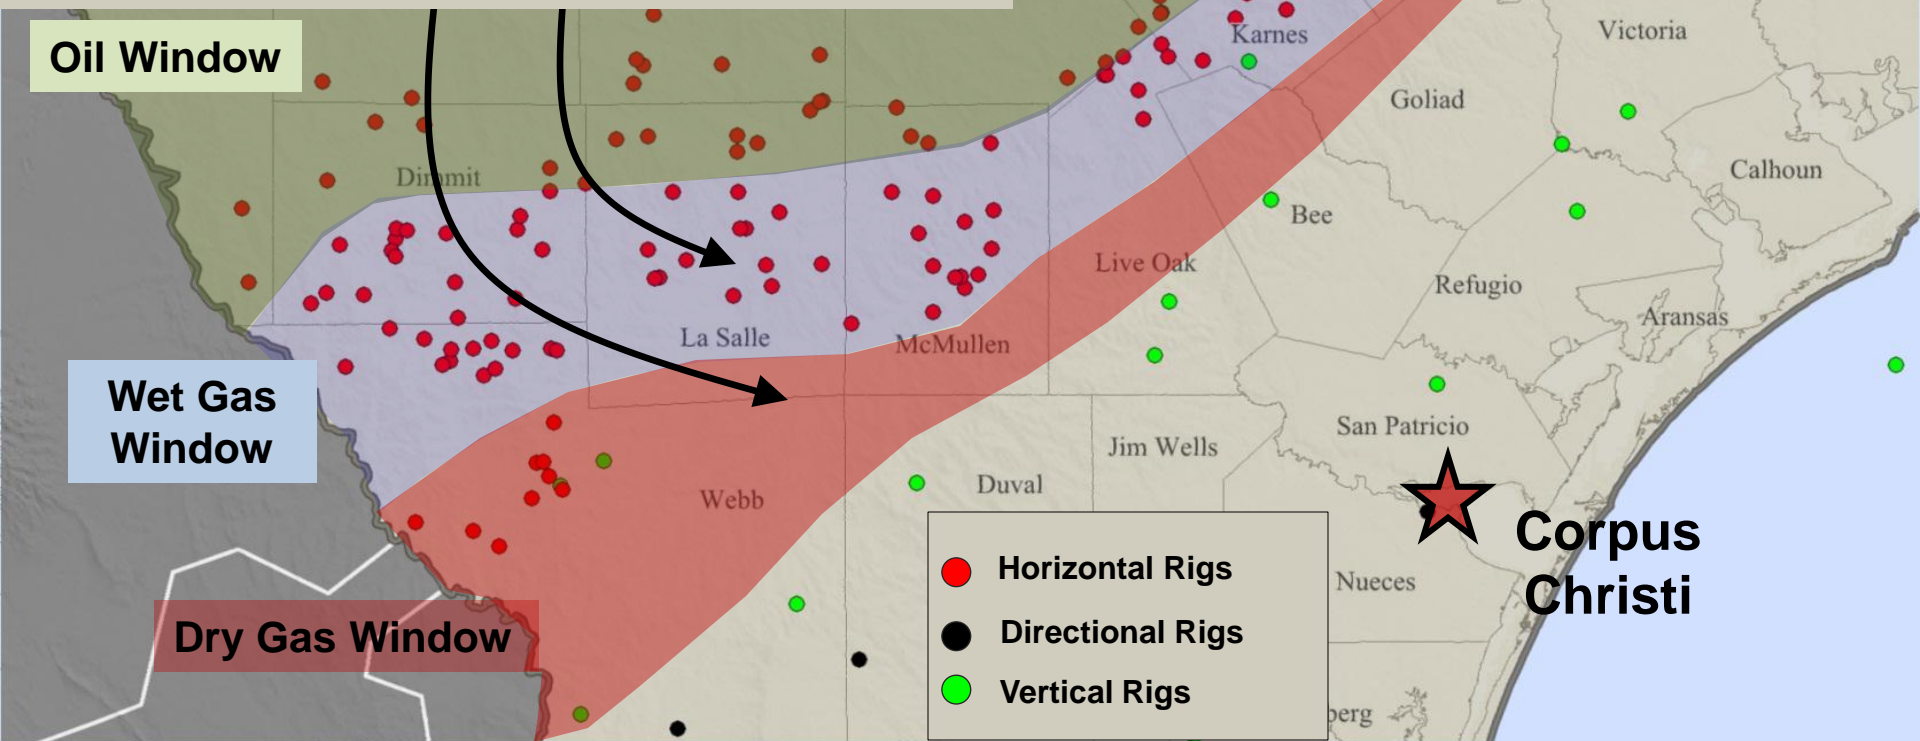 Karnes
Victoria
Oil Window
Goliad
Calhoun
Dimmit
Bee
Live Oak
Refugio
Aransas
La Salle
McMullen
Wet Gas
Window
San Patricio
Jim Wells
Duval
Webb
Corpus
Christi
Horizontal Rigs
Nueces
Directional Rigs
Dry Gas Window
Vertical Rigs
berg